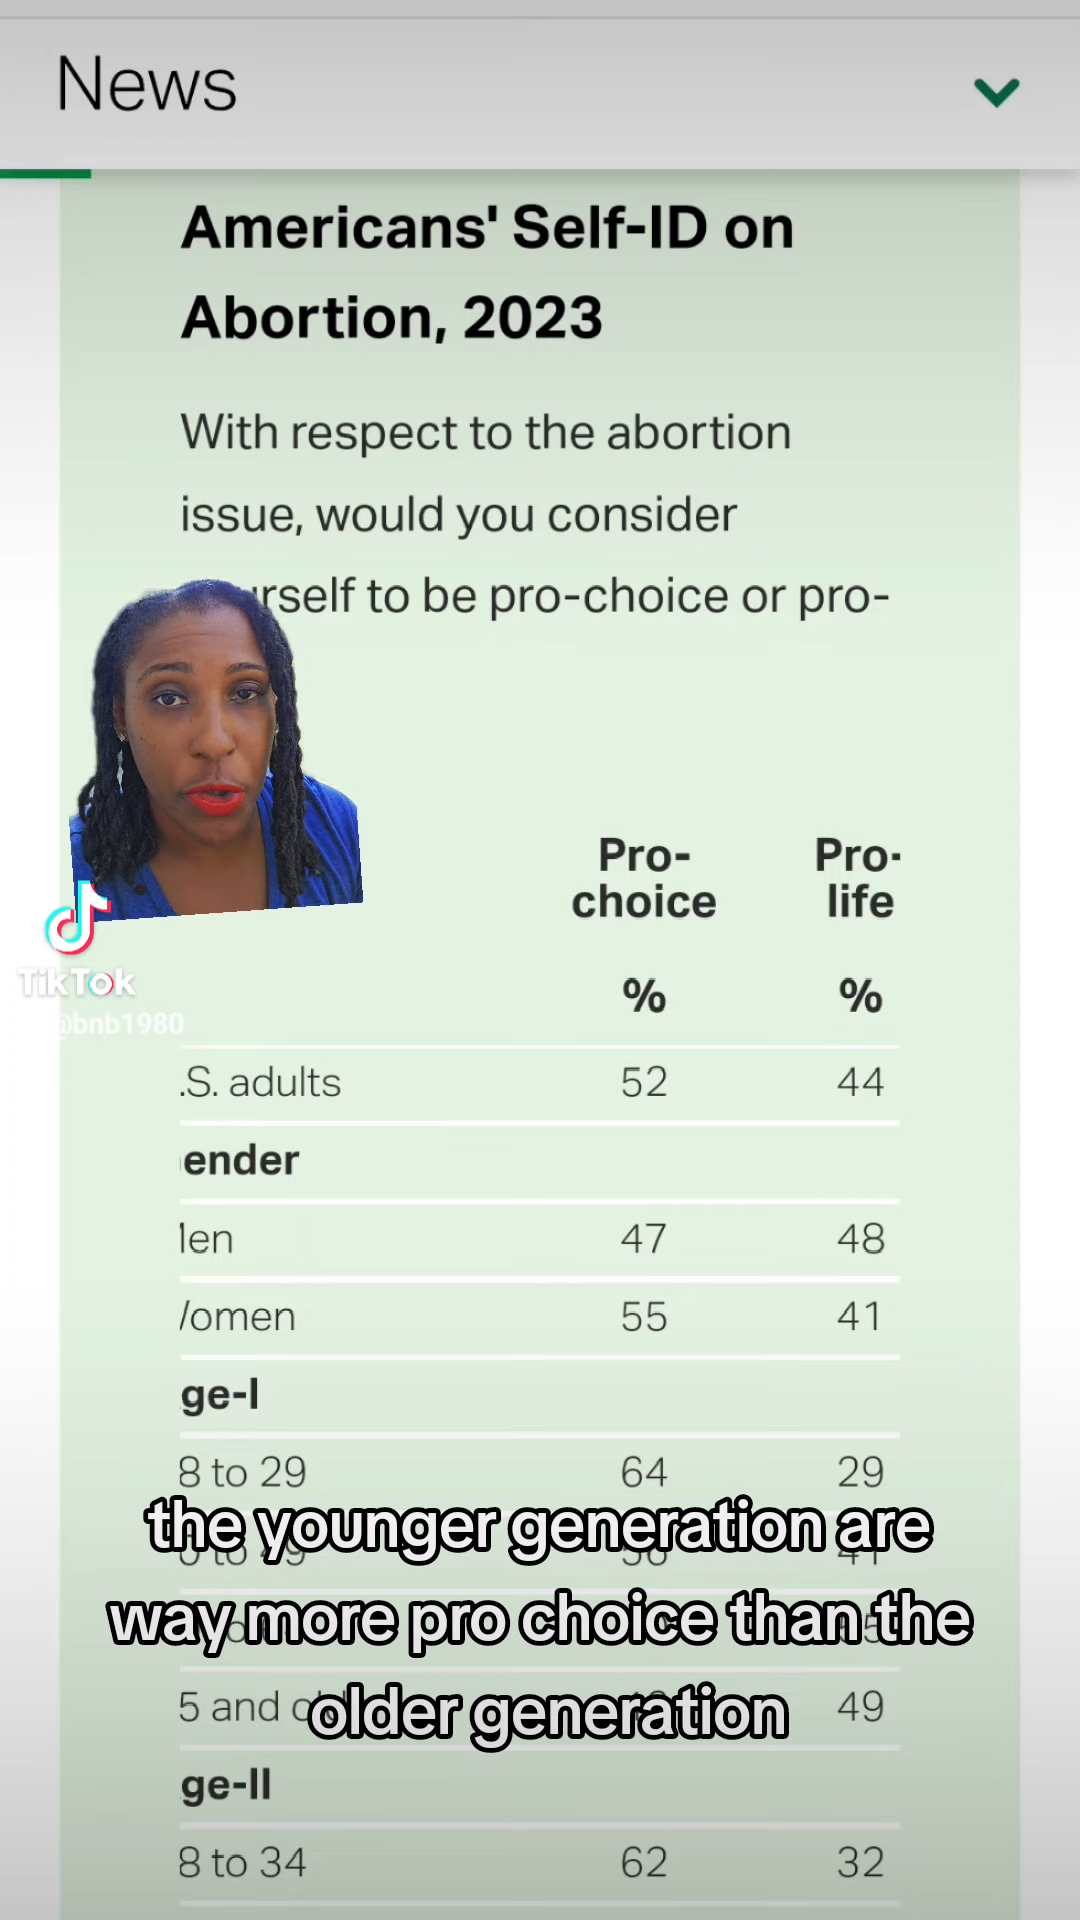 News
Americans' Self-ID on
Abortion, 2023
With respect to the abortion
issue, would you consider
rself to be pro-choice or pro-
Pro-choice Pro-life
% %
TikTok
@bnb1980
.S. adults 52 44
ender
en 47 48
omen 55 41
ge-I
8 to 29 64 29
the younger generation are
way more pro choice than the
older generation
5 and 49
ge-II
8 to 34 62 32